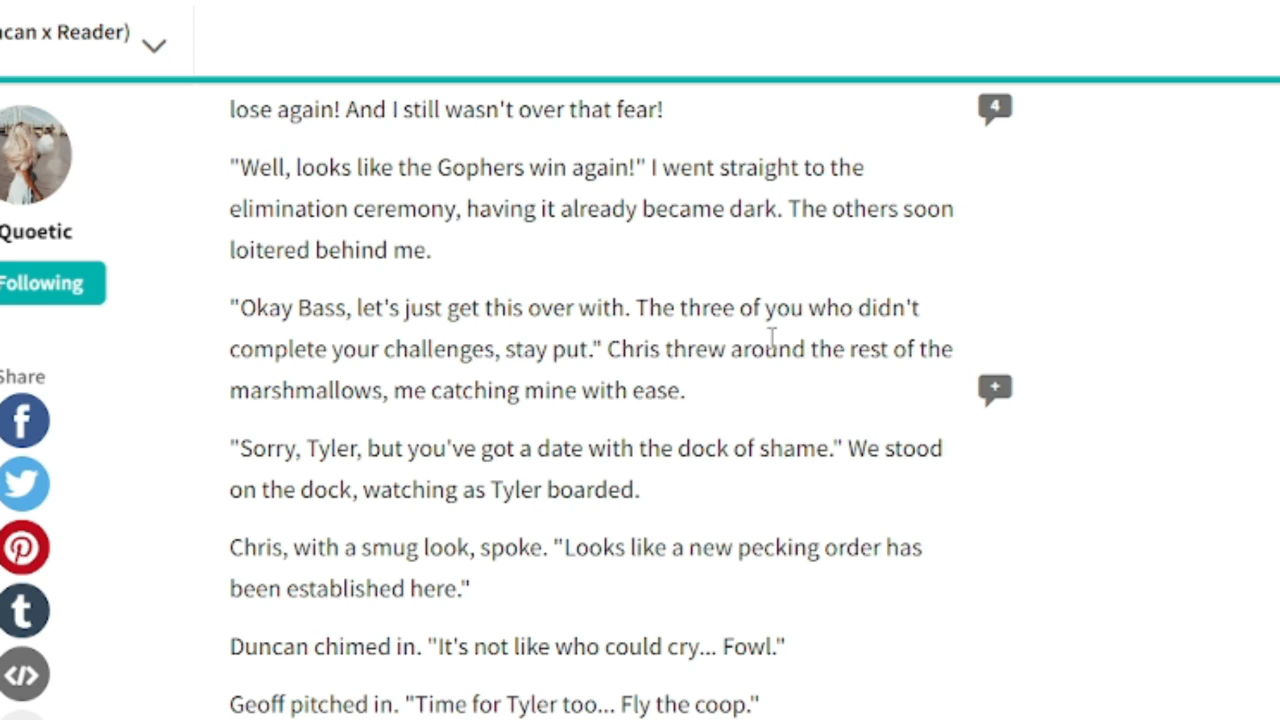 ncan x Reader)
lose again! And I still wasn't over that fear!
4
"Well, looks like the Gophers win again!" I went straight to the
elimination ceremony, having it already became dark. The others soon
loitered behind me.
Quoetic
Following
"Okay Bass, let's just get this over with. The three of you who didn't
complete your challenges, stay put." Chris threw around the rest of the
marshmallows, me catching mine with ease.
+
Share
"Sorry, Tyler, but you've got a date with the dock of shame." We stood
on the dock, watching as Tyler boarded.
Chris, with a smug look, spoke. "Looks like a new pecking order has
been established here."
Duncan chimed in. "It's not like who could cry... Fowl."
Geoff pitched in. "Time for Tyler too... Fly the coop."